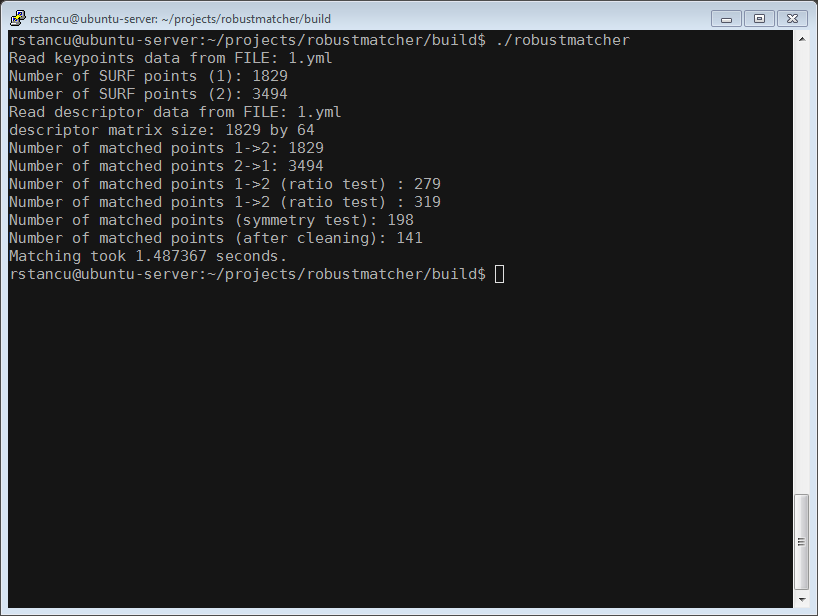 rstancu@ubuntu-server: ~/projects/robustmatcher/build
rstancu@ubuntu-server:~/projects/robustmatcher/build$ ./robustmatcher
Read keypoints data from FILE: 1.yml
Number of SURF points (1): 1829
Number of SURF points (2): 3494
Read descriptor data from FILE: 1.yml
descriptor matrix size: 1829 by 64
Number of matched points 1->2: 1829
Number of matched points 2->1: 3494
Number of matched points 1->2 (ratio test) : 279
Number of matched points 1->2 (ratio test) : 319
Number of matched points (symmetry test): 198
Number of matched points (after cleaning): 141
Matching took 1.487367 seconds.
rstancu@ubuntu-server:~/projects/robustmatcher/build$